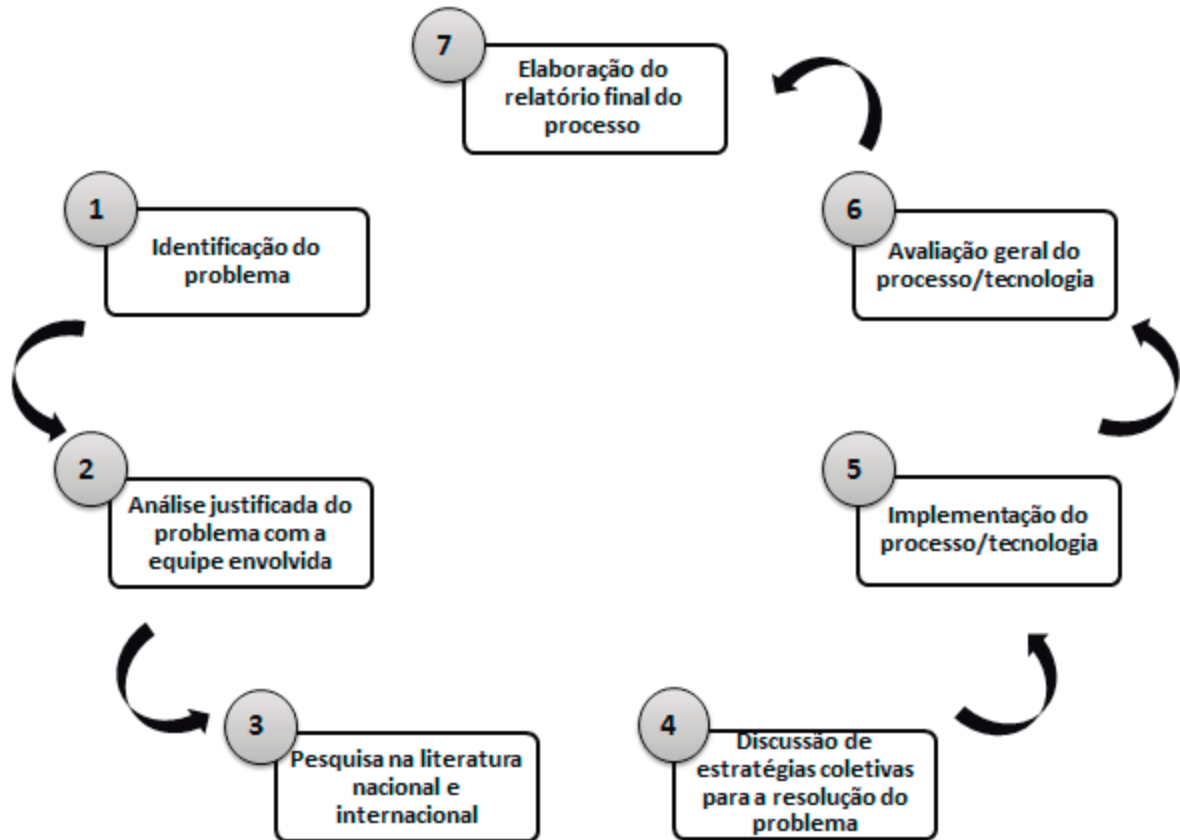 1
Identificação do
problema
2
Análise justificada do
problema com a
equipe envolvida
3
Pesquisa na literatura
nacional e
internacional
4
Discussão de
estratégias coletivas
para a resolução do
problema
5
Implementação do
processo/tecnologia
6
Avaliação geral do
processo/tecnologia
7
Elaboração do
relatório final do
processo